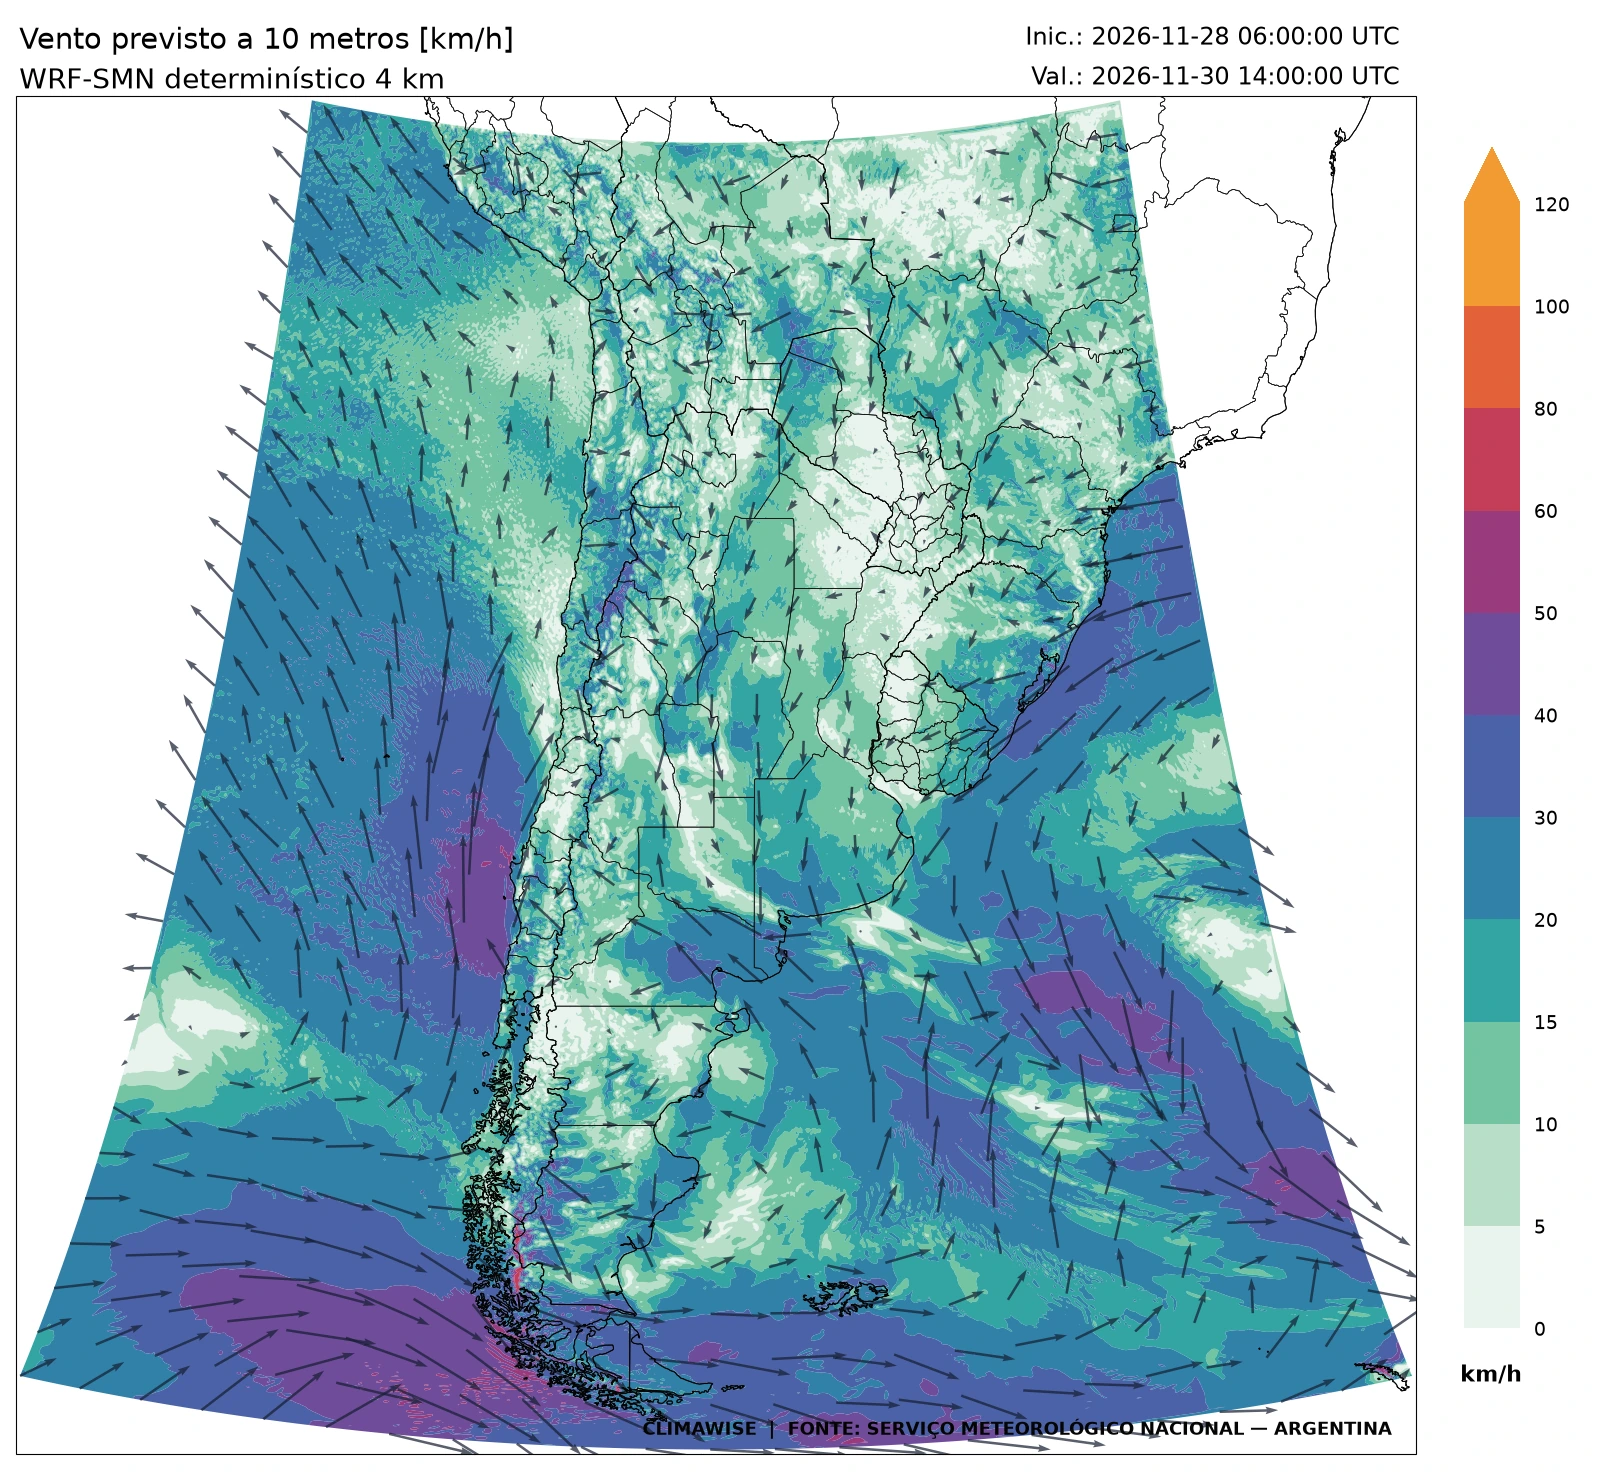 Vento previsto a 10 metros [km/h]
WRF-SMN determinístico 4 km
Inic.: 2026-11-28 06:00:00 UTC
Val.: 2026-11-30 14:00:00 UTC
120
100
80
60
50
40
30
20
15
10
5
0
km/h
CLIMAWISE | FONTE: SERVIÇO METEOROLÓGICO NACIONAL — ARGENTINA